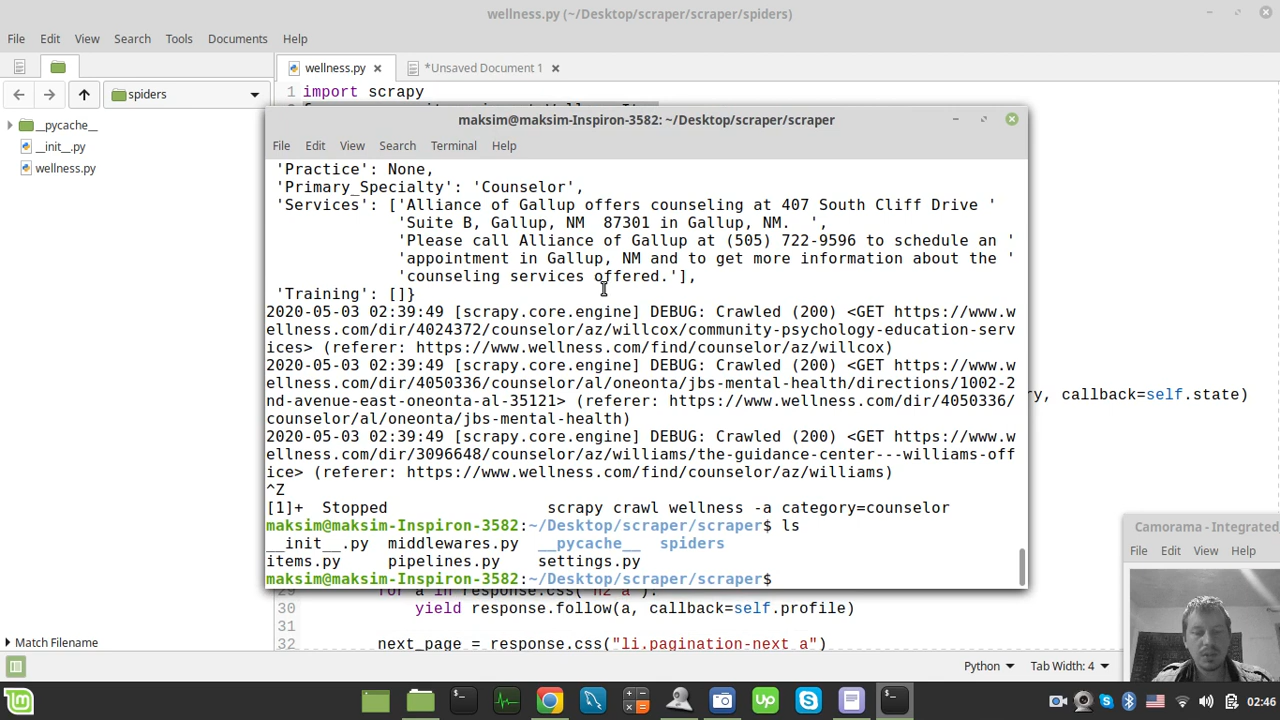 wellness.py (~/Desktop/scraper/scraper/spiders)
File Edit View Search Tools Documents Help
wellness.py *Unsaved Document 1
spiders
__pycache__
__init__.py
wellness.py
1 import scrapy
maksim@maksim-Inspiron-3582: ~/Desktop/scraper/scraper
File Edit View Search Terminal Help
'Practice': None,
'Primary_Specialty': 'Counselor',
'Services': ['Alliance of Gallup offers counseling at 407 South Cliff Drive '
'Suite B, Gallup, NM  87301 in Gallup, NM.  ',
'Please call Alliance of Gallup at (505) 722-9596 to schedule an '
'appointment in Gallup, NM and to get more information about the '
'counseling services offered.'],
'Training': []}
2020-05-03 02:39:49 [scrapy.core.engine] DEBUG: Crawled (200) <GET https://www.w
ellness.com/dir/4024372/counselor/az/willcox/community-psychology-education-serv
ices> (referer: https://www.wellness.com/find/counselor/az/willcox)
2020-05-03 02:39:49 [scrapy.core.engine] DEBUG: Crawled (200) <GET https://www.w
ellness.com/dir/4050336/counselor/al/oneonta/jbs-mental-health/directions/1002-2
nd-avenue-east-oneonta-al-35121> (referer: https://www.wellness.com/dir/4050336/
counselor/al/oneonta/jbs-mental-health)
2020-05-03 02:39:49 [scrapy.core.engine] DEBUG: Crawled (200) <GET https://www.w
ellness.com/dir/3096648/counselor/az/williams/the-guidance-center---williams-off
ice> (referer: https://www.wellness.com/find/counselor/az/williams)
^Z
[1]+  Stopped                 scrapy crawl wellness -a category=counselor
maksim@maksim-Inspiron-3582:~/Desktop/scraper/scraper$ ls
__init__.py  middlewares.py  __pycache__  spiders
items.py     pipelines.py    settings.py
maksim@maksim-Inspiron-3582:~/Desktop/scraper/scraper$
ry, callback=self.state)
30 yield response.follow(a, callback=self.profile)
31
32 next_page = response.css("li.pagination-next a")
Camorama - Integrated
File Edit View Help
Match Filename
Python Tab Width: 4
up
02:46